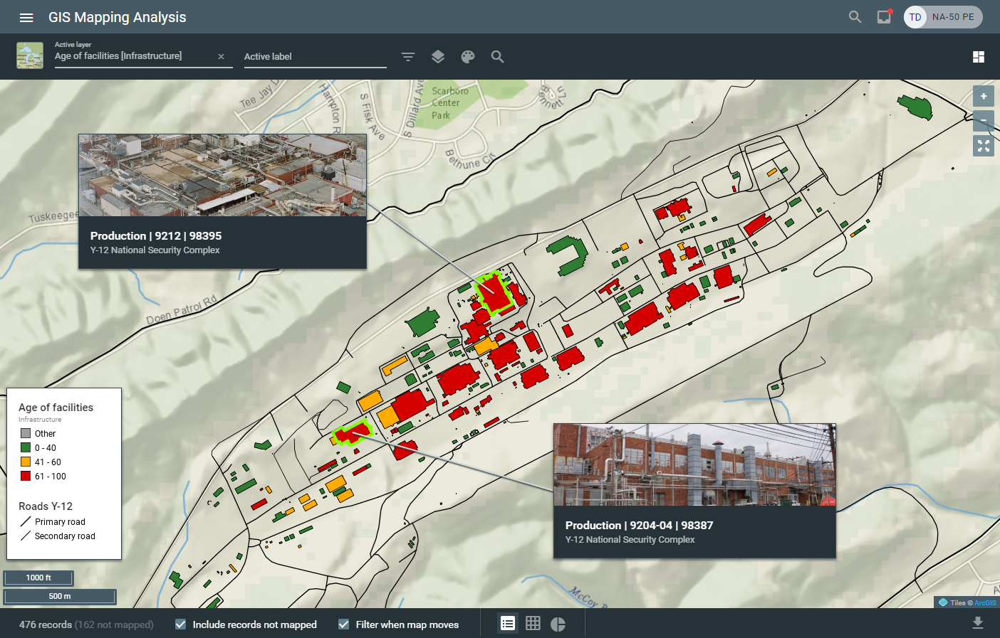 GIS Mapping Analysis
TD
NA-50 PE
Active layer
Age of facilities [Infrastructure]
Active label
Tee Jay D
Hampton R
S Fisk Ave
S Dillard Ave
Scarboro
Center
Park
Bennett
Ln
Bethune Cir
Tuskegee
Production | 9212 | 98395
Y-12 National Security Complex
Doen Patrol Rd
Age of facilities
Infrastructure
Other
0 - 40
41 - 60
61 - 100
Roads Y-12
Primary road
Secondary road
Production | 9204-04 | 98387
Y-12 National Security Complex
1000 ft
500 m
McCoy
Tiles © ArcGIS
476 records (162 not mapped)
Include records not mapped
Filter when map moves